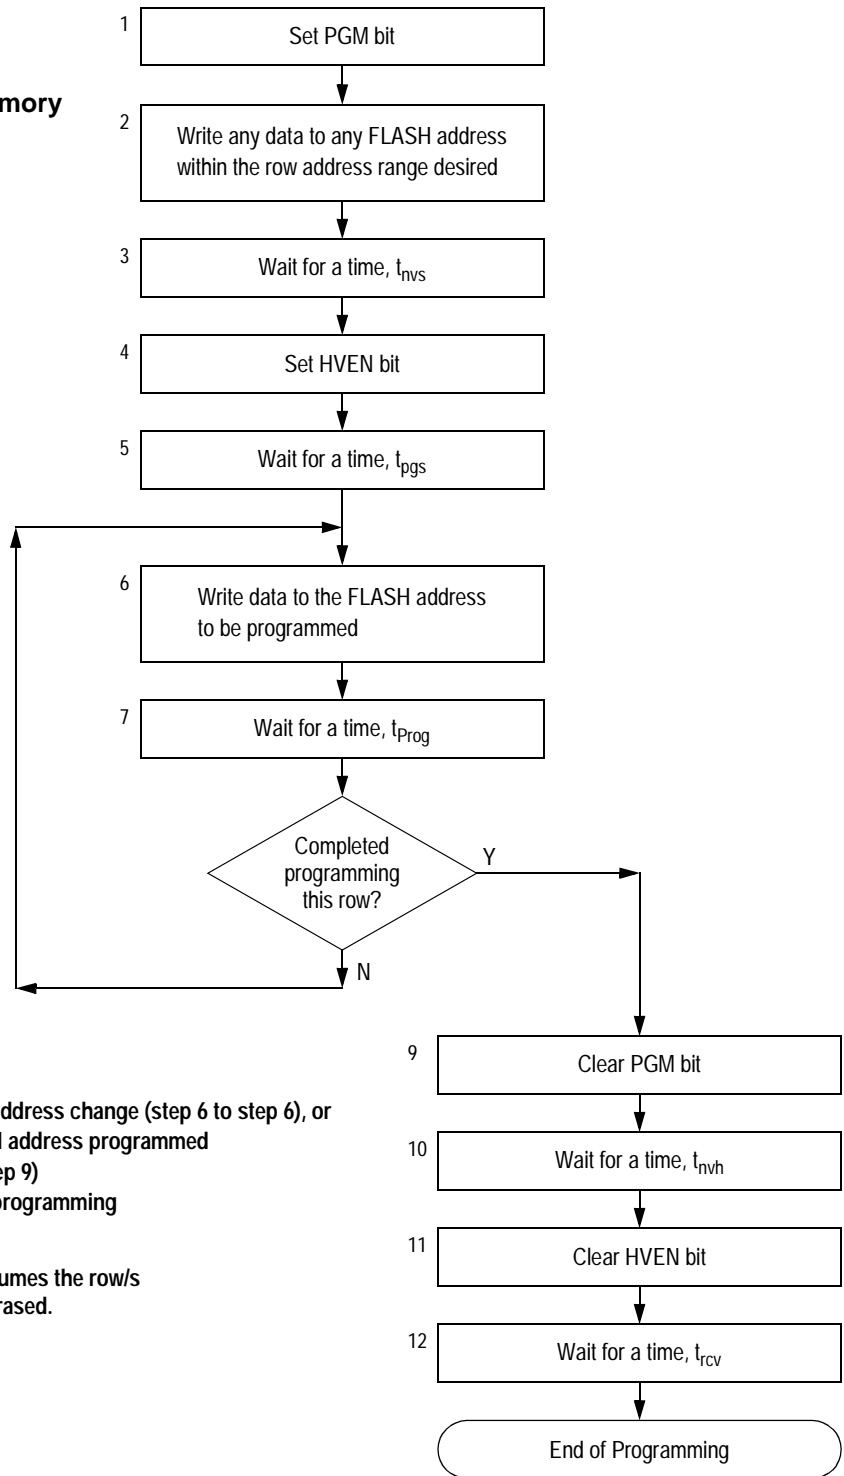 1
Set PGM bit
mory
2
Write any data to any FLASH address
within the row address range desired
3
Wait for a time, tnvs
4
Set HVEN bit
5
Wait for a time, tpgs
6
Write data to the FLASH address
to be programmed
7
Wait for a time, tProg
Completed
programming
this row?
Y
N
9
Clear PGM bit
ddress change (step 6 to step 6), or
address programmed
10
Wait for a time, tnvh
ep 9)
programming
11
Clear HVEN bit
umes the row/s
rased.
12
Wait for a time, trcv
End of Programming